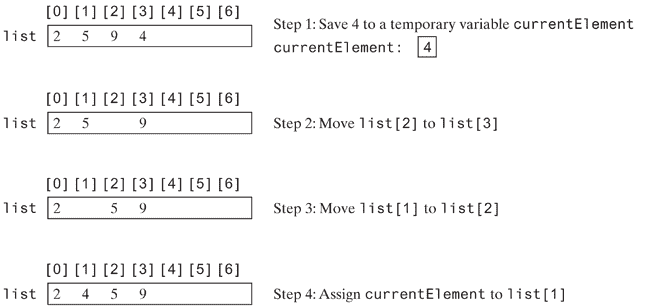 [0] [1] [2] [3] [4] [5] [6]
list 2 5 9 4
Step 1: Save 4 to a temporary variable currentElement
currentElement: 4
[0] [1] [2] [3] [4] [5] [6]
list 2 5 9
Step 2: Move list[2] to list[3]
[0] [1] [2] [3] [4] [5] [6]
list 2 5 9
Step 3: Move list[1] to list[2]
[0] [1] [2] [3] [4] [5] [6]
list 2 4 5 9
Step 4: Assign currentElement to list[1]